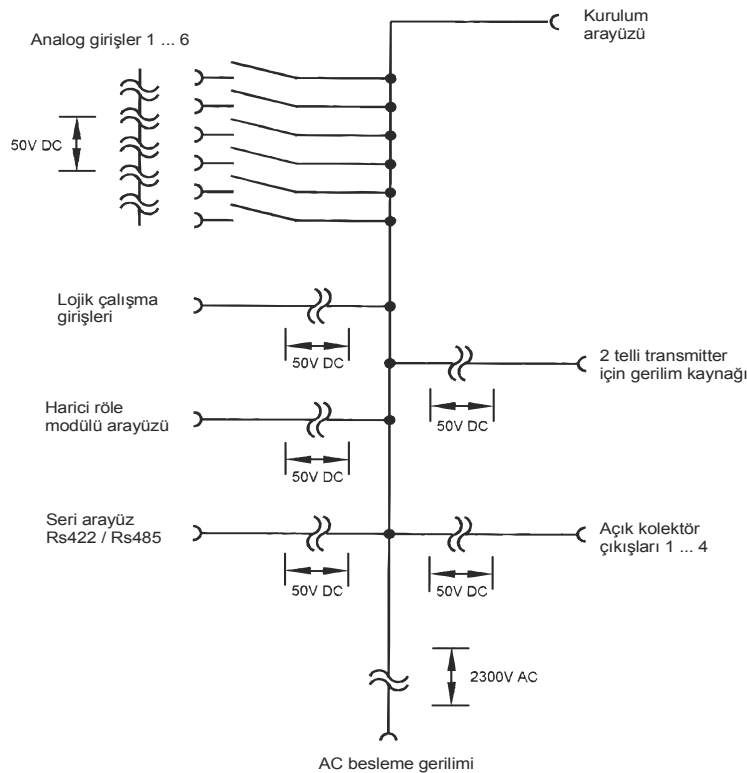 Kurulum
arayüzü
Analog girişler 1 ... 6
50V DC
Lojik çalışma
girişleri
50V DC
2 telli transmitter
için gerilim kaynağı
50V DC
Harici röle
modülü arayüzü
50V DC
Seri arayüz
Rs422 / Rs485
50V DC
Açık kolektör
çıkışları 1 ... 4
50V DC
2300V AC
AC besleme gerilimi